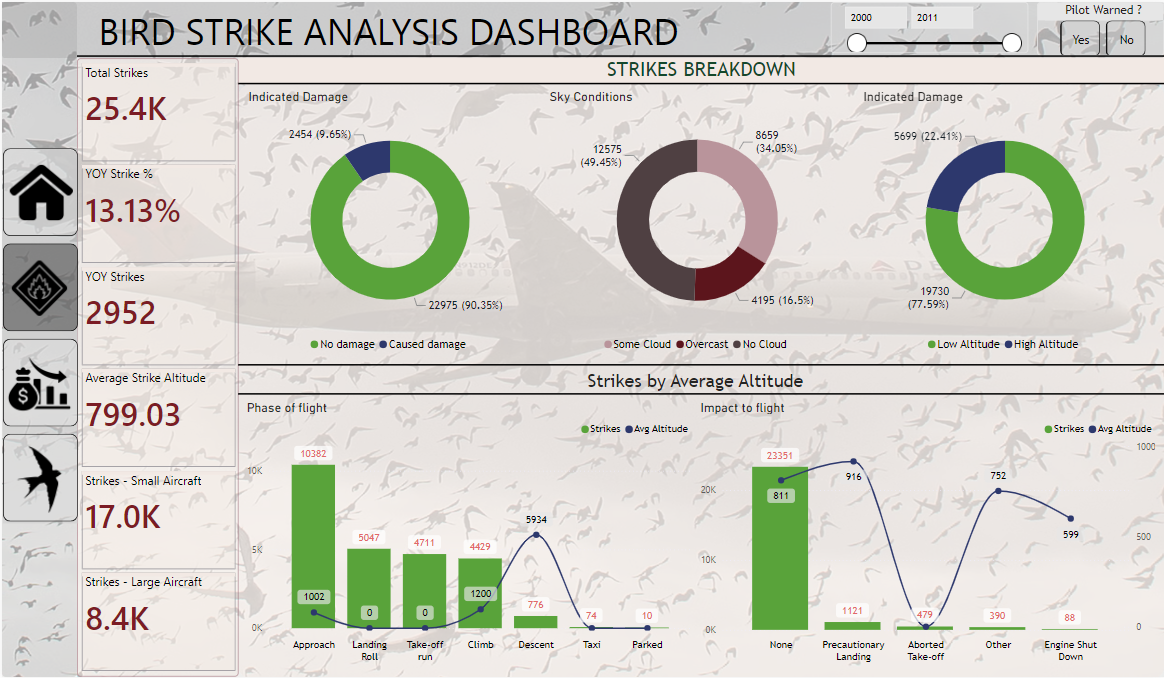 BIRD STRIKE ANALYSIS DASHBOARD
2000
2011
Pilot Warned ?
Yes
No
Total Strikes
25.4K
YOY Strike %
13.13%
YOY Strikes
2952
Average Strike Altitude
799.03
Strikes - Small Aircraft
17.0K
Strikes - Large Aircraft
8.4K
STRIKES BREAKDOWN
Indicated Damage
2454 (9.65%)
22975 (90.35%)
No damage
Caused damage
Sky Conditions
12575
(49.45%)
8659
(34.05%)
4195 (16.5%)
Some Cloud
Overcast
No Cloud
Indicated Damage
5699 (22.41%)
19730
(77.59%)
Low Altitude
High Altitude
Strikes by Average Altitude
Phase of flight
Strikes
Avg Altitude
10K
5K
0K
10382
5047
4711
4429
776
74
10
1002
0
0
1200
5934
Approach
Landing
Roll
Take-off
run
Climb
Descent
Taxi
Parked
Impact to flight
Strikes
Avg Altitude
20K
10K
0K
1000
500
0
23351
1121
479
390
88
811
916
752
599
None
Precautionary
Landing
Aborted
Take-off
Other
Engine Shut
Down